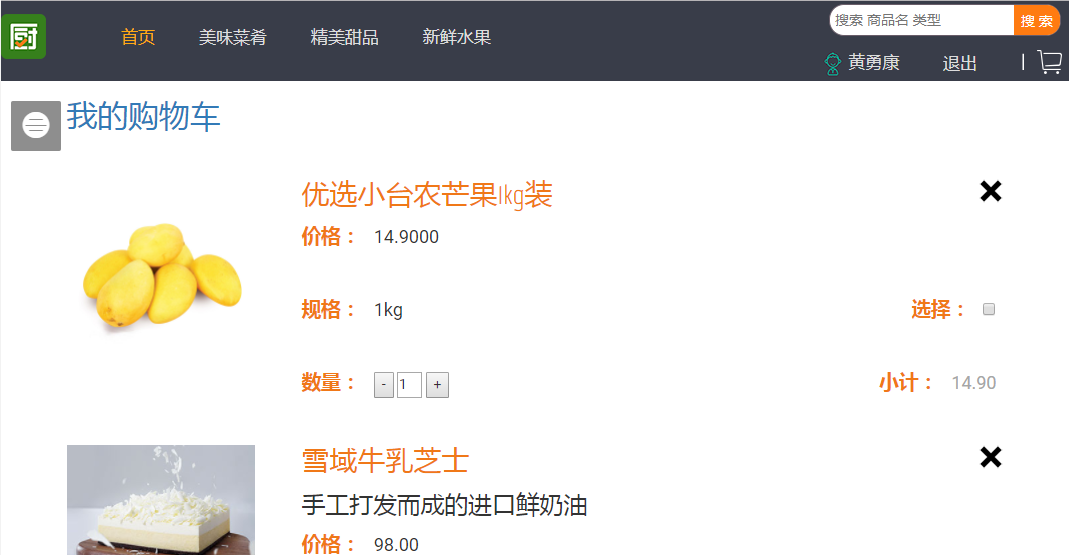 厨
首页 美味菜肴 精美甜品 新鲜水果
搜索 商品名 类型 搜 索
黄勇康 退出 |
我的购物车
优选小台农芒果1kg装
价格： 14.9000
规格： 1kg 选择：
数量： - 1 + 小计： 14.90
雪域牛乳芝士
手工打发而成的进口鲜奶油
价格： 98.00